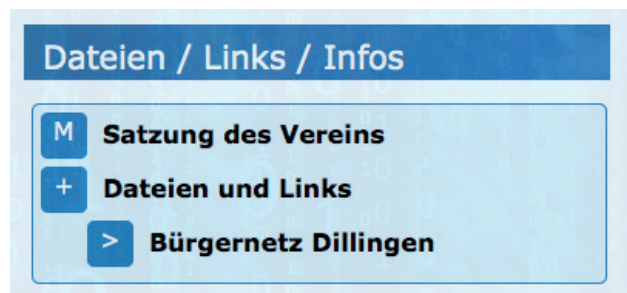 Dateien / Links / Infos
M Satzung des Vereins
+ Dateien und Links
> Bürgernetz Dillingen